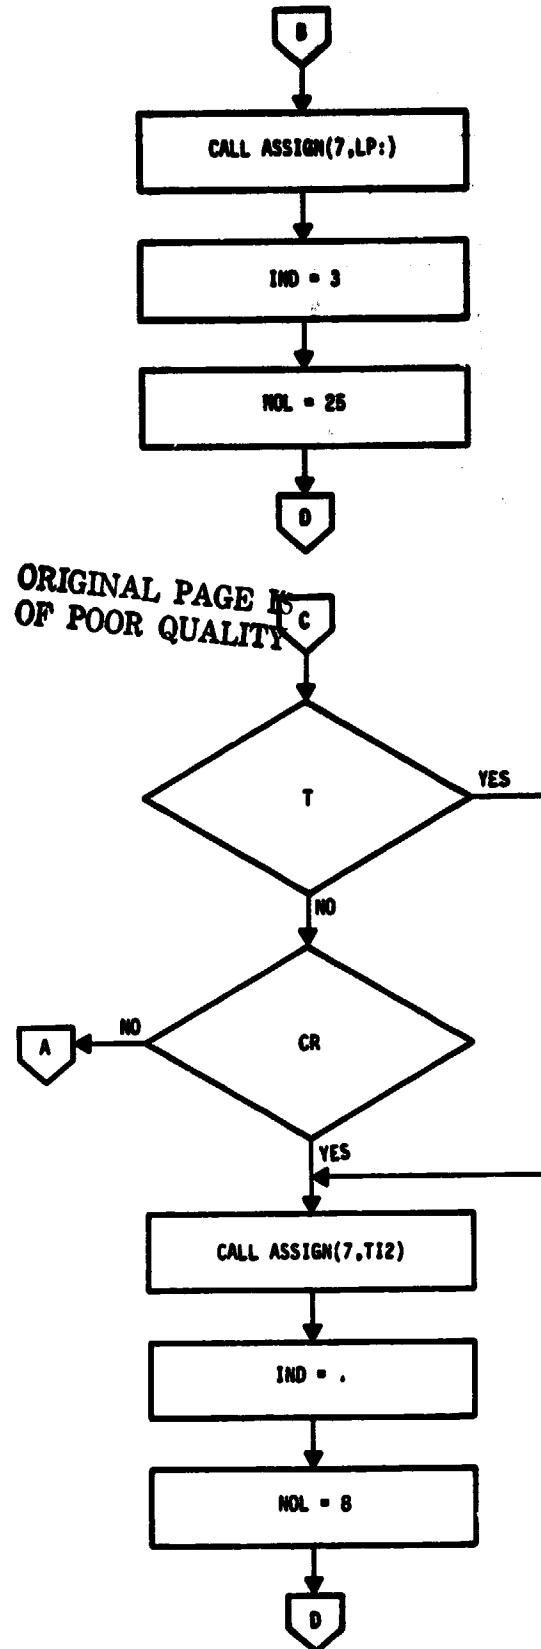 B
CALL ASSIGN(7,LP:)
IND = 3
NOL = 25
D
ORIGINAL PAGE IS
OF POOR QUALITY
C
T
YES
NO
CR
NO
A
YES
CALL ASSIGN(7,TI2)
IND = .
NOL = 8
D